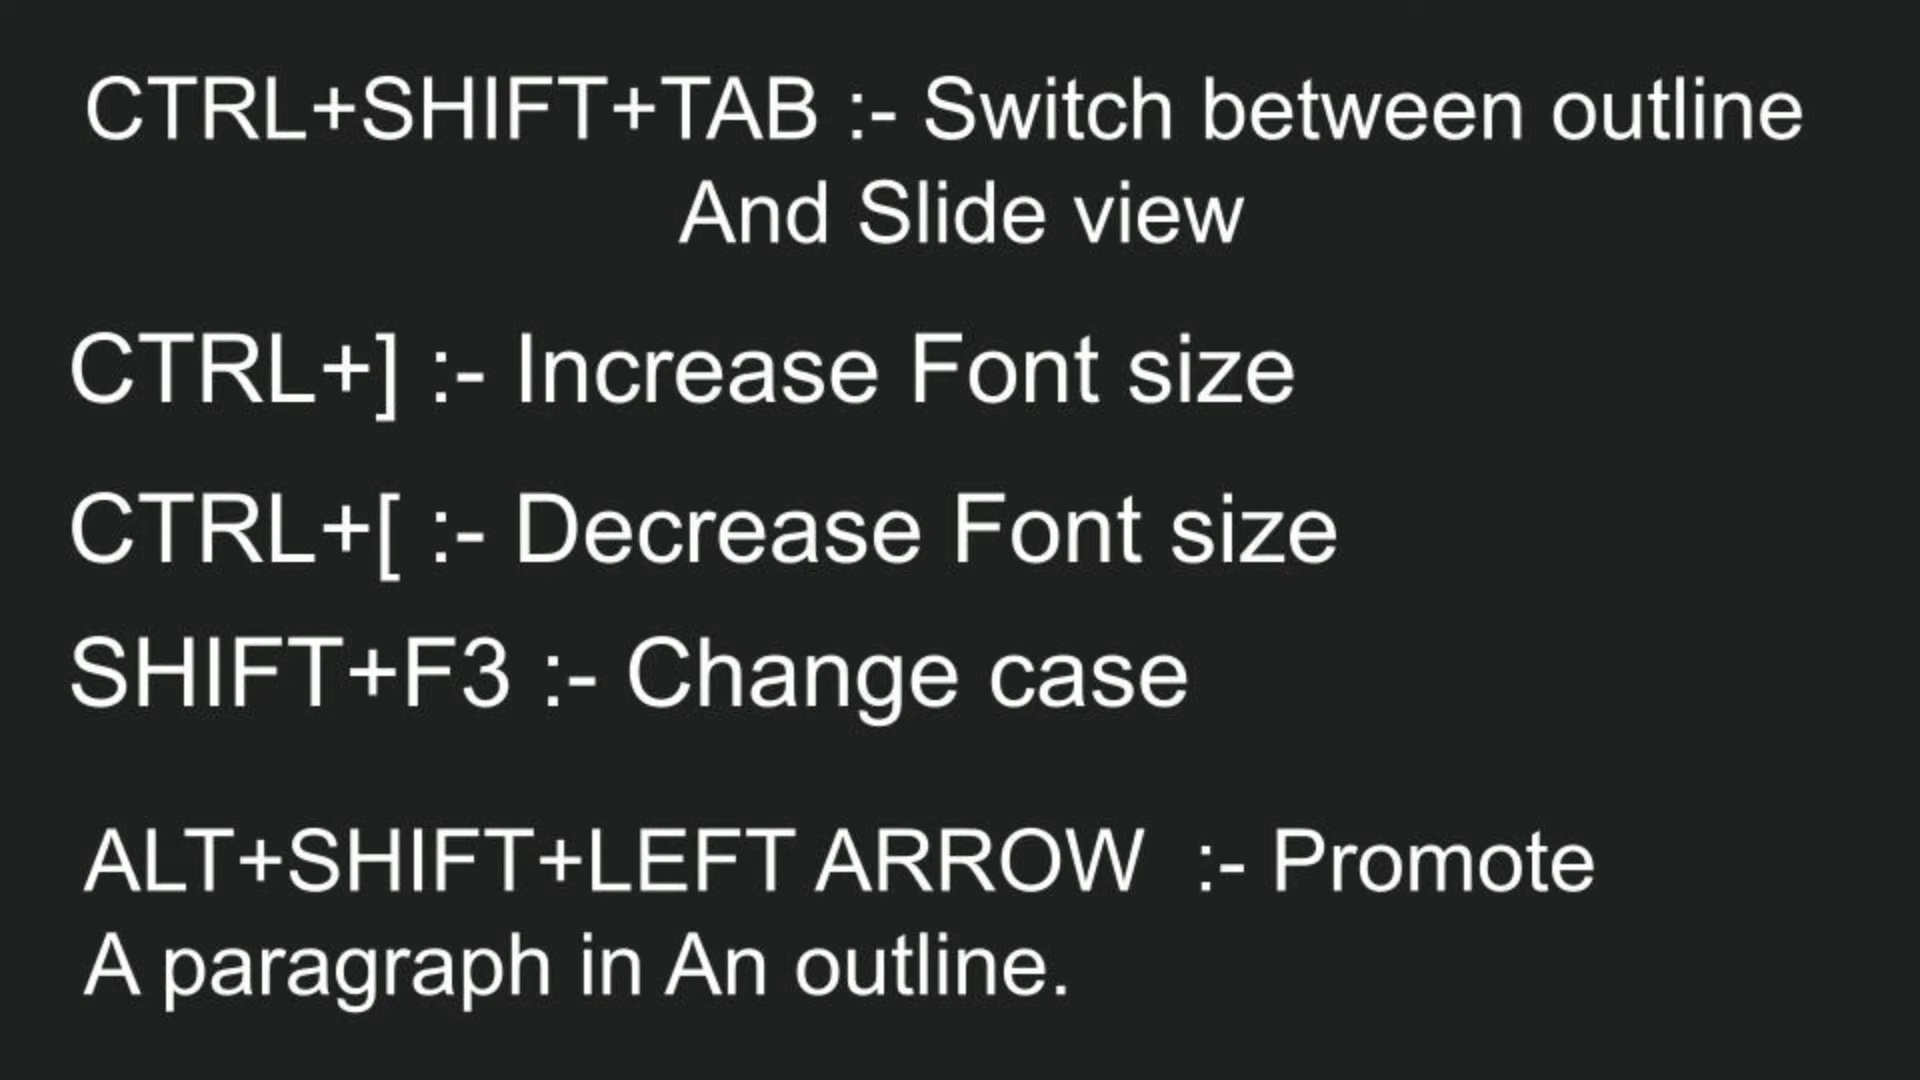 CTRL+SHIFT+TAB :- Switch between outline
And Slide view
CTRL+] :- Increase Font size
CTRL+[ :- Decrease Font size
SHIFT+F3 :- Change case
ALT+SHIFT+LEFT ARROW :- Promote
A paragraph in An outline.